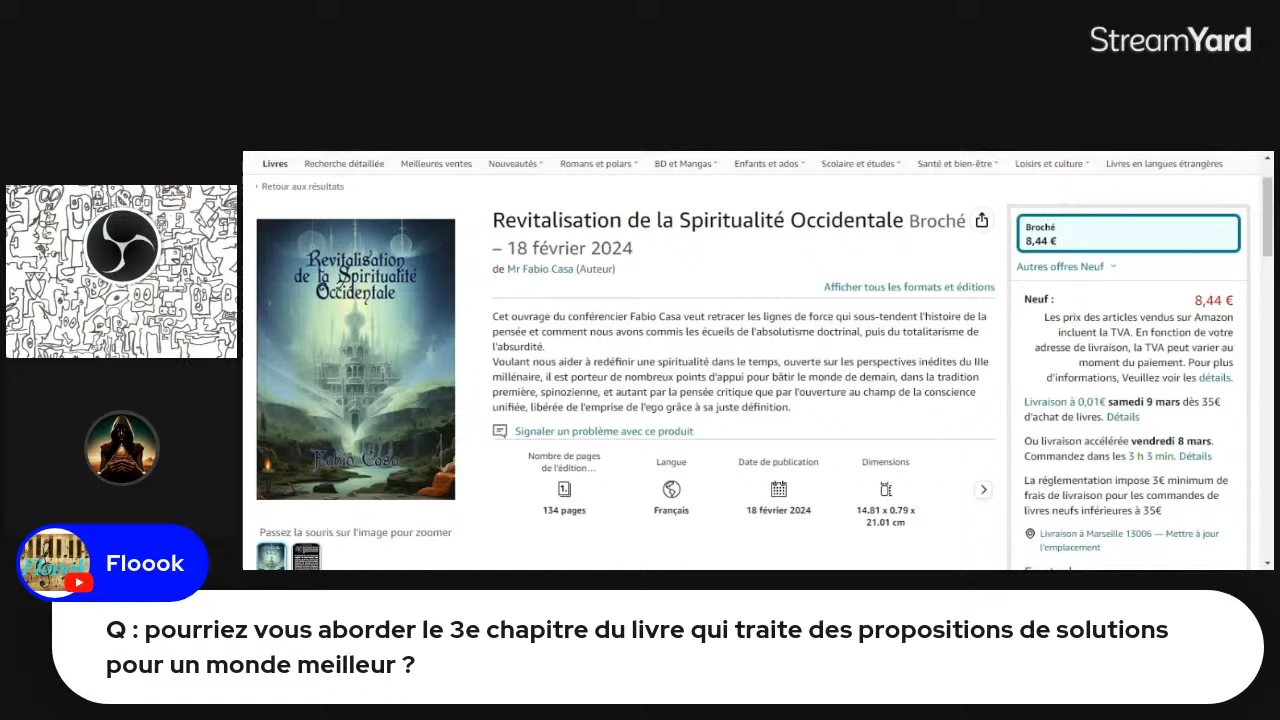 StreamYard
Livres Recherche détaillée Meilleures ventes Nouveautés Romans et polars BD et Mangas Enfants et ados Scolaire et études Santé et bien-être Loisirs et culture Livres en langues étrangères
‹ Retour aux résultats
Revitalisation
de la Spiritualité
Occidentale
Fabio Casa
Passez la souris sur l'image pour zoomer
Revitalisation de la Spiritualité Occidentale Broché
– 18 février 2024
de Mr Fabio Casa (Auteur)
Afficher tous les formats et éditions
Cet ouvrage du conférencier Fabio Casa veut retracer les lignes de force qui sous-tendent l'histoire de la
pensée et comment nous avons commis les écueils de l'absolutisme doctrinal, puis du totalitarisme de
l'absurdité.
Voulant nous aider à redéfinir une spiritualité dans le temps, ouverte sur les perspectives inédites du IIIe
millénaire, il est porteur de nombreux points d'appui pour bâtir le monde de demain, dans la tradition
première, spinozienne, et autant par la pensée critique que par l'ouverture au champ de la conscience
unifiée, libérée de l'emprise de l'ego grâce à sa juste définition.
Signaler un problème avec ce produit
Nombre de pages
de l'édition…
134 pages
Langue
Français
Date de publication
18 février 2024
Dimensions
14.81 x 0.79 x
21.01 cm
Broché
8,44 €
Autres offres Neuf
Neuf : 8,44 €
Les prix des articles vendus sur Amazon
incluent la TVA. En fonction de votre
adresse de livraison, la TVA peut varier au
moment du paiement. Pour plus
d'informations, Veuillez voir les détails.
Livraison à 0,01€ samedi 9 mars dès 35€
d'achat de livres. Détails
Ou livraison accélérée vendredi 8 mars.
Commandez dans les 3 h 3 min. Détails
La réglementation impose 3€ minimum de
frais de livraison pour les commandes de
livres neufs inférieures à 35€
Livraison à Marseille 13006 — Mettre à jour
l'emplacement
Floook
Q : pourriez vous aborder le 3e chapitre du livre qui traite des propositions de solutions
pour un monde meilleur ?